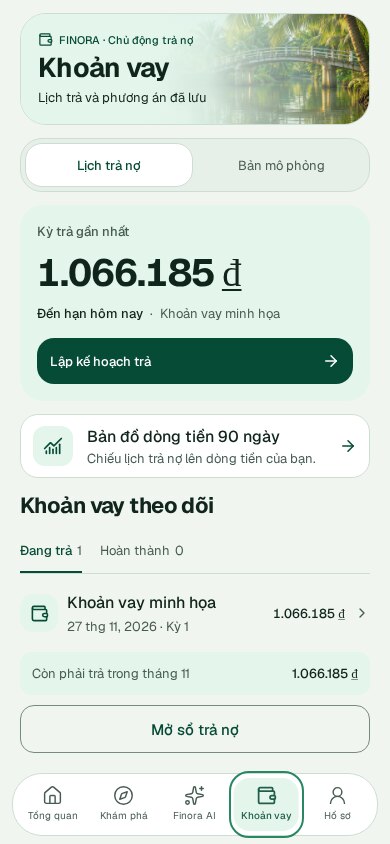 FINORA · Chủ động trả nợ
Khoản vay
Lịch trả và phương án đã lưu
Lịch trả nợ
Bản mô phỏng
Kỳ trả gần nhất
1.066.185 ₫
Đến hạn hôm nay · Khoản vay minh họa
Lập kế hoạch trả
Bản đồ dòng tiền 90 ngày
Chiếu lịch trả nợ lên dòng tiền của bạn.
Khoản vay theo dõi
Đang trả 1
Hoàn thành 0
Khoản vay minh họa
1.066.185 ₫
27 thg 11, 2026 · Kỳ 1
Còn phải trả trong tháng 11
1.066.185 ₫
Mở sổ trả nợ
Tổng quan
Khám phá
Finora AI
Khoản vay
Hồ sơ